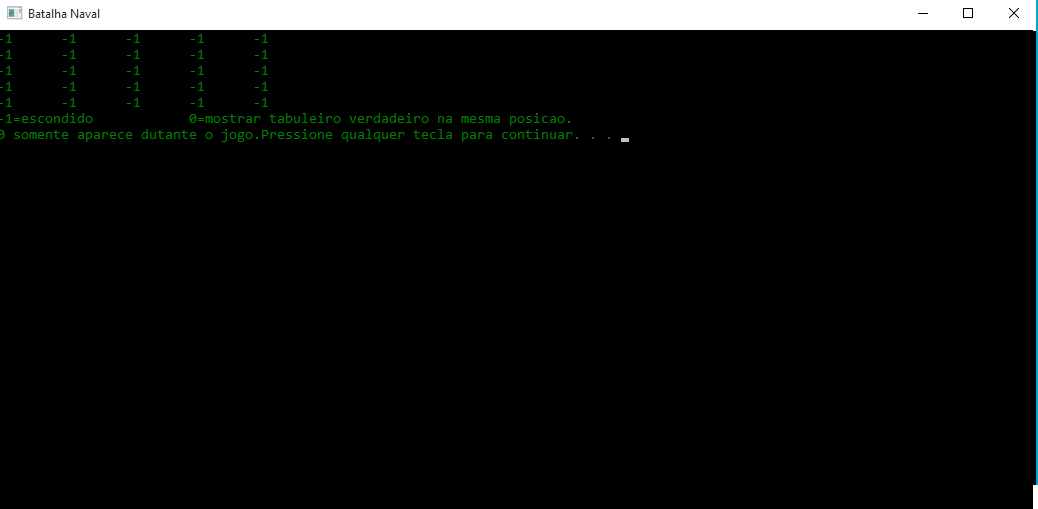 Batalha Naval
-1 -1 -1 -1 -1
-1 -1 -1 -1 -1
-1 -1 -1 -1 -1
-1 -1 -1 -1 -1
-1 -1 -1 -1 -1
-1=escondido 0=mostrar tabuleiro verdadeiro na mesma posicao.
0 somente aparece dutante o jogo.Pressione qualquer tecla para continuar. . .